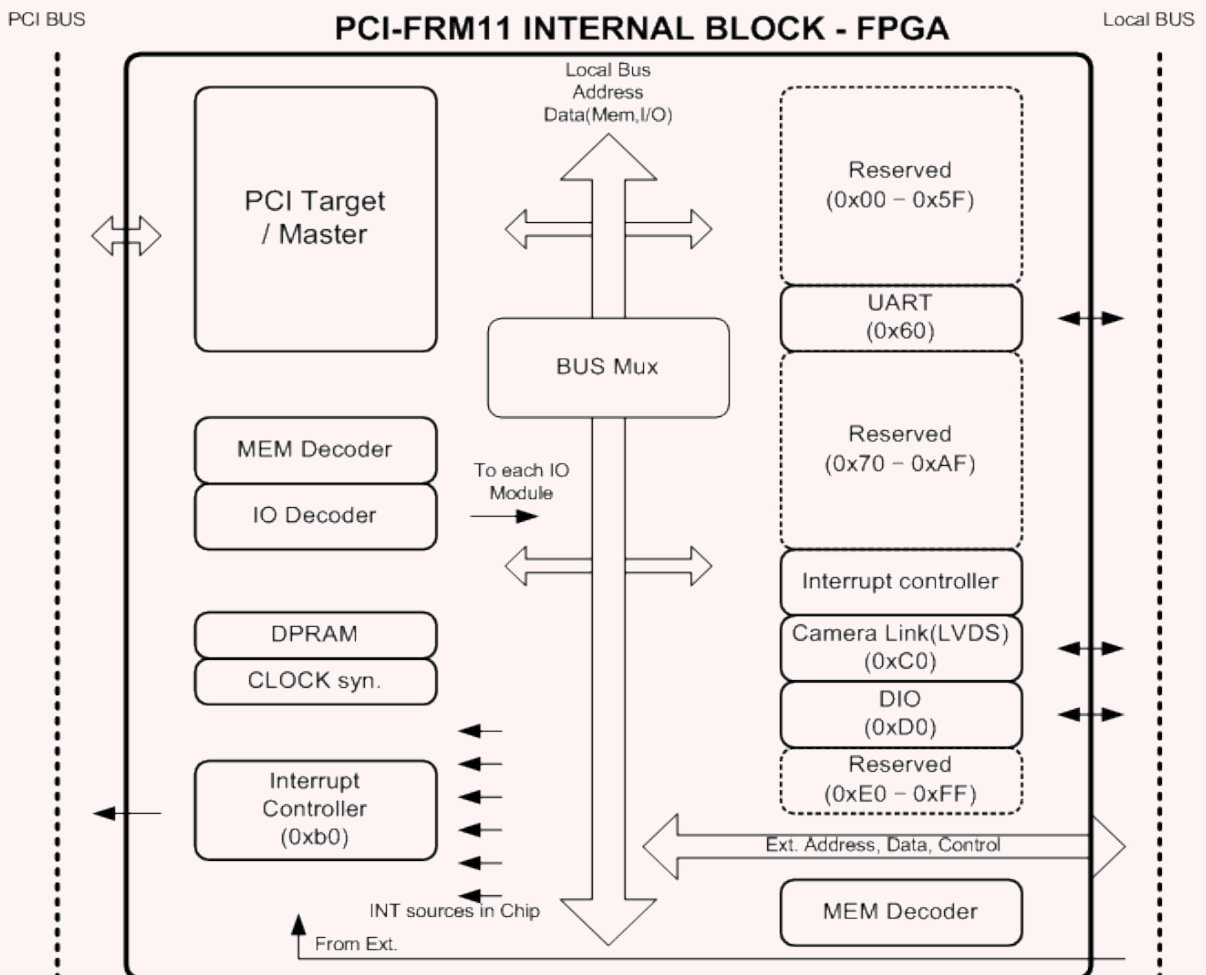 PCI BUS
PCI-FRM11 INTERNAL BLOCK - FPGA
Local BUS
Local Bus
Address
Data(Mem,I/O)
PCI Target
/ Master
Reserved
(0x00 – 0x5F)
UART
(0x60)
BUS Mux
Reserved
(0x70 – 0xAF)
MEM Decoder
IO Decoder
To each IO
Module
Interrupt controller
Camera Link(LVDS)
(0xC0)
DIO
(0xD0)
Reserved
(0xE0 – 0xFF)
DPRAM
CLOCK syn.
Interrupt
Controller
(0xb0)
Ext. Address, Data, Control
INT sources in Chip
MEM Decoder
From Ext.